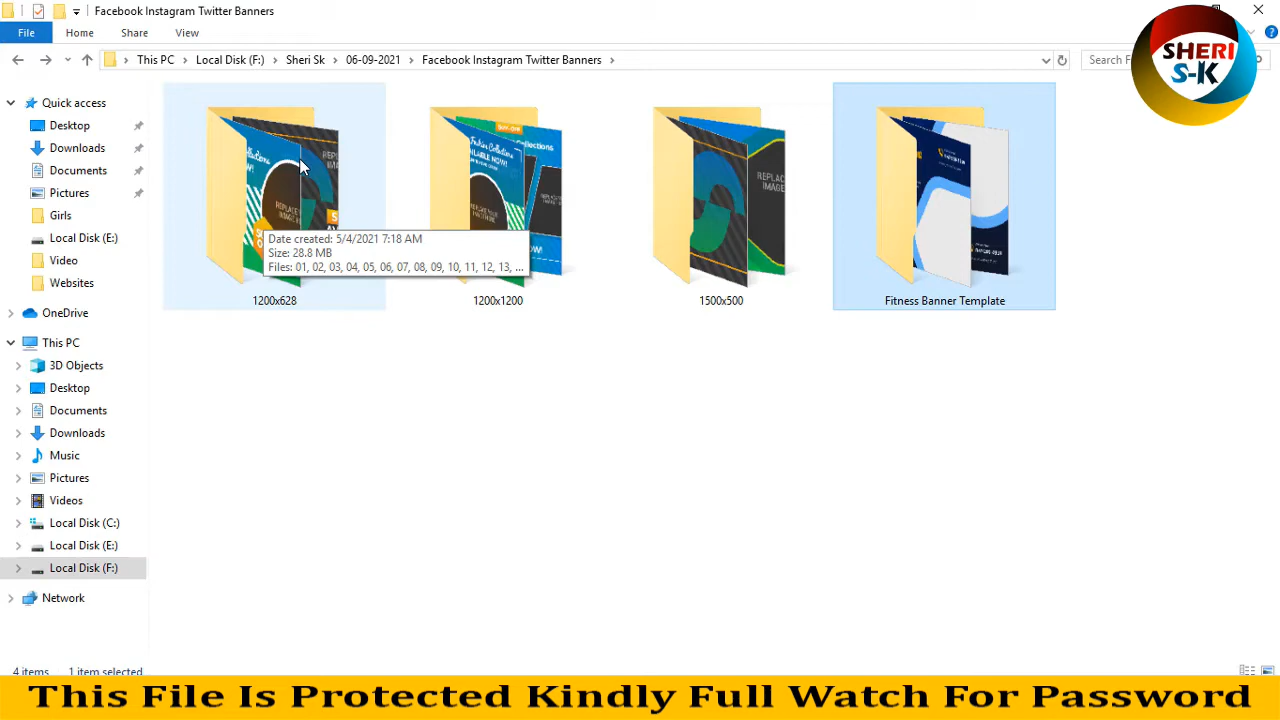 Facebook Instagram Twitter Banners
File Home Share View
This PC Local Disk (F:) Sheri Sk 06-09-2021 Facebook Instagram Twitter Banners
Search F
SHERI
S-K
Quick access
Desktop
Downloads
Documents
Pictures
Girls
Local Disk (E:)
Video
Websites
OneDrive
This PC
3D Objects
Desktop
Documents
Downloads
Music
Pictures
Videos
Local Disk (C:)
Local Disk (E:)
Local Disk (F:)
Network
Date created: 5/4/2021 7:18 AM
Size: 28.8 MB
Files: 01, 02, 03, 04, 05, 06, 07, 08, 09, 10, 11, 12, 13, ...
1200x628
1200x1200
1500x500
Fitness Banner Template
4 items 1 item selected
This File Is Protected Kindly Full Watch For Password